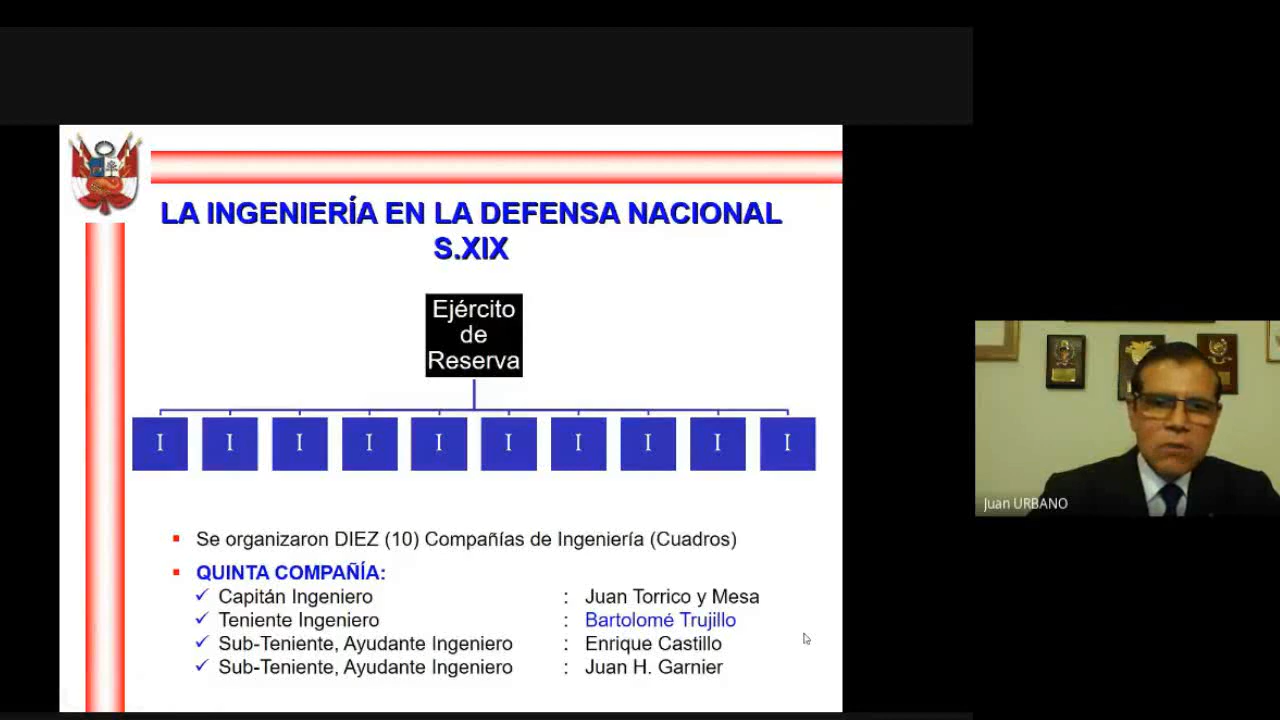 LA INGENIERÍA EN LA DEFENSA NACIONAL
S.XIX
Ejército
de
Reserva
I I I I I I I I I I
▪ Se organizaron DIEZ (10) Compañías de Ingeniería (Cuadros)
▪ QUINTA COMPAÑÍA:
✓ Capitán Ingeniero : Juan Torrico y Mesa
✓ Teniente Ingeniero : Bartolomé Trujillo
✓ Sub-Teniente, Ayudante Ingeniero : Enrique Castillo
✓ Sub-Teniente, Ayudante Ingeniero : Juan H. Garnier
Juan URBANO